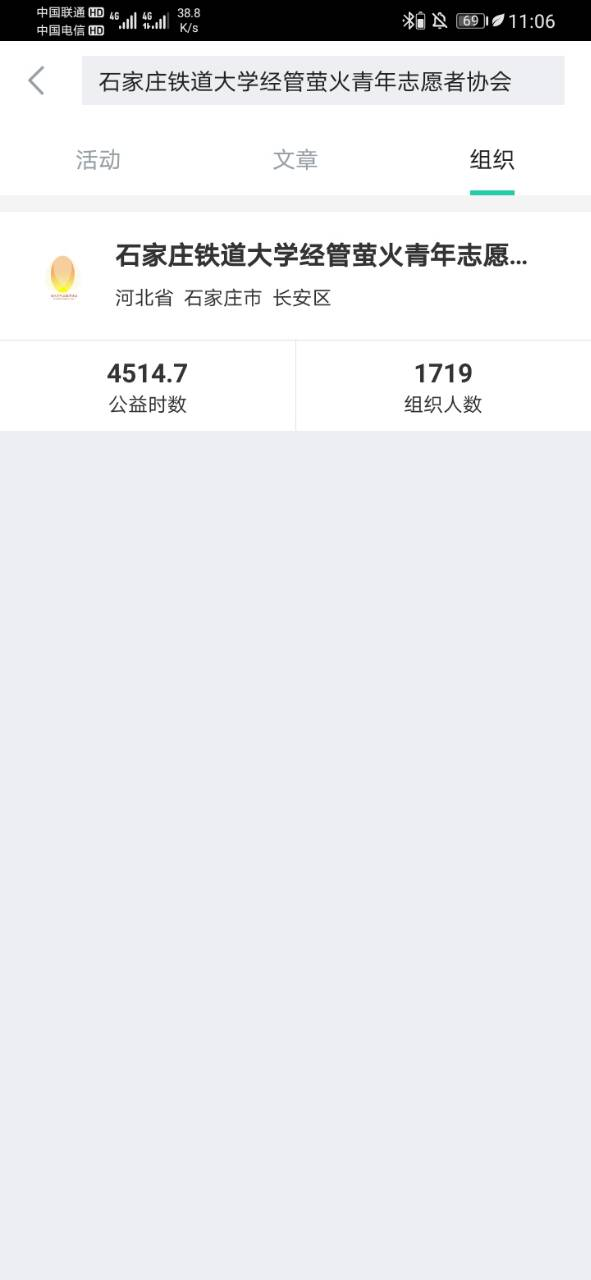 中国联通 HD 4G 4G 38.8
中国电信 HD K/s 69 11:06
石家庄铁道大学经管萤火青年志愿者协会
活动 文章 组织
石家庄铁道大学经管萤火青年志愿...
河北省 石家庄市 长安区
4514.7 1719
公益时数 组织人数